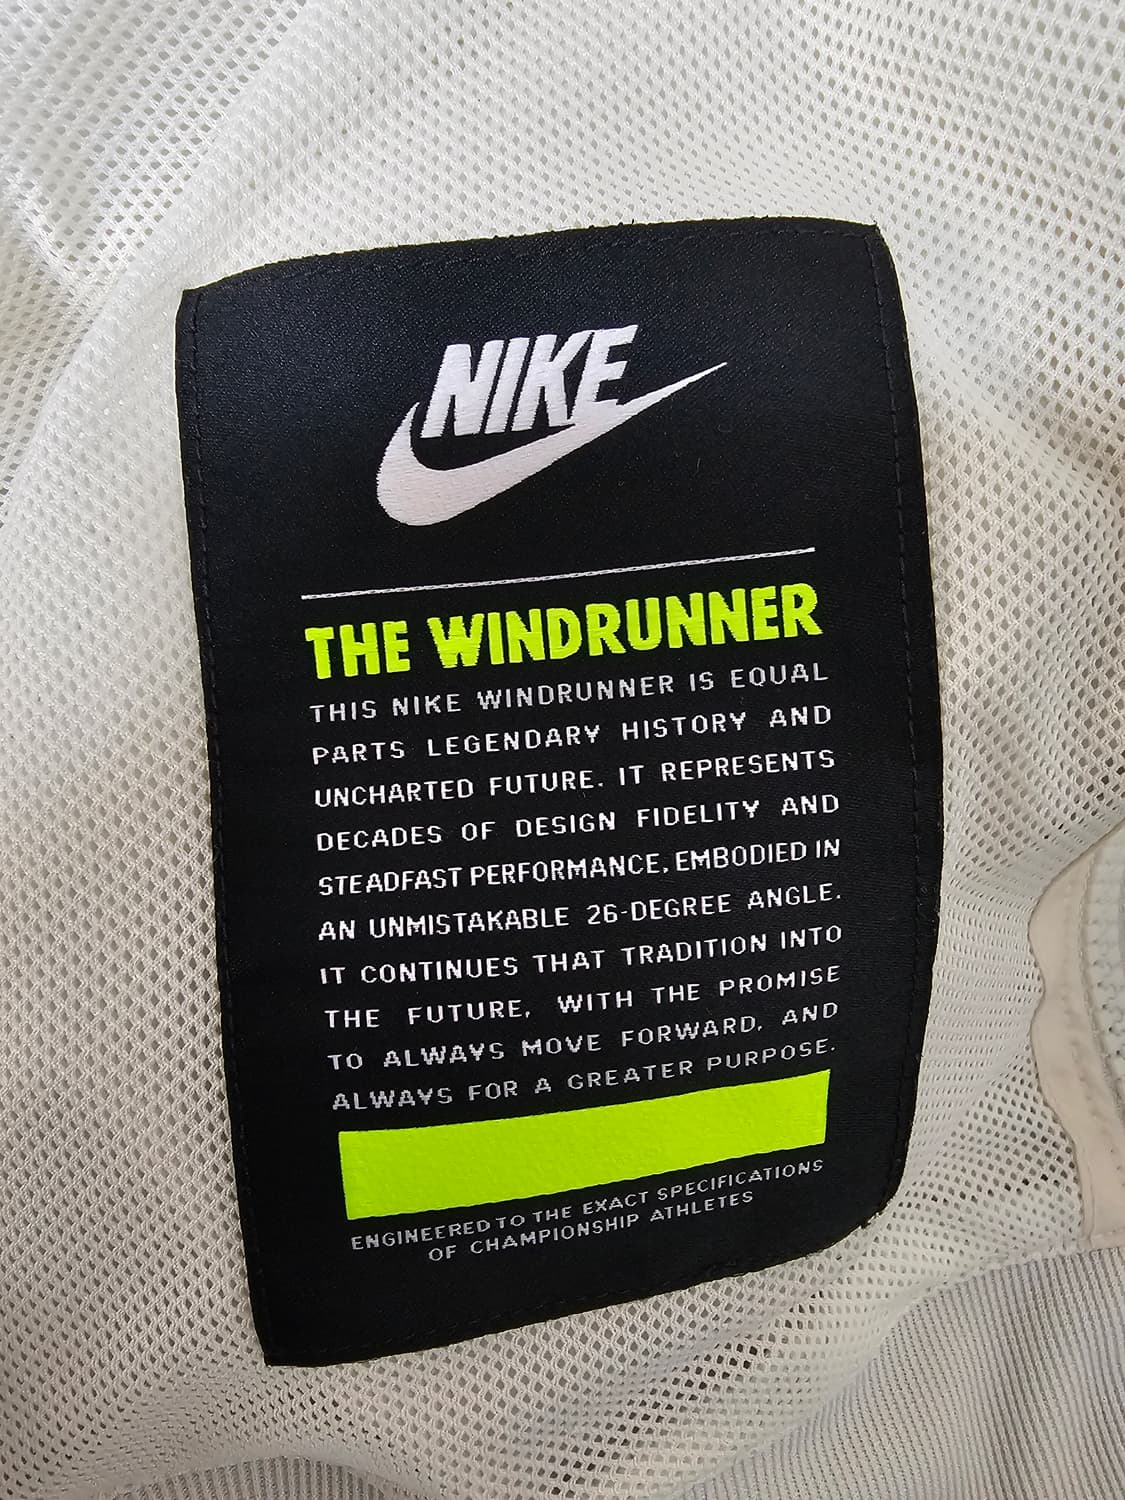 NIKE
THE WINDRUNNER
THIS NIKE WINDRUNNER IS EQUAL
PARTS LEGENDARY HISTORY AND
UNCHARTED FUTURE. IT REPRESENTS
DECADES OF DESIGN FIDELITY AND
STEADFAST PERFORMANCE, EMBODIED IN
AN UNMISTAKABLE 26-DEGREE ANGLE.
IT CONTINUES THAT TRADITION INTO
THE FUTURE, WITH THE PROMISE
TO ALWAYS MOVE FORWARD, AND
ALWAYS FOR A GREATER PURPOSE.
ENGINEERED TO THE EXACT SPECIFICATIONS
OF CHAMPIONSHIP ATHLETES